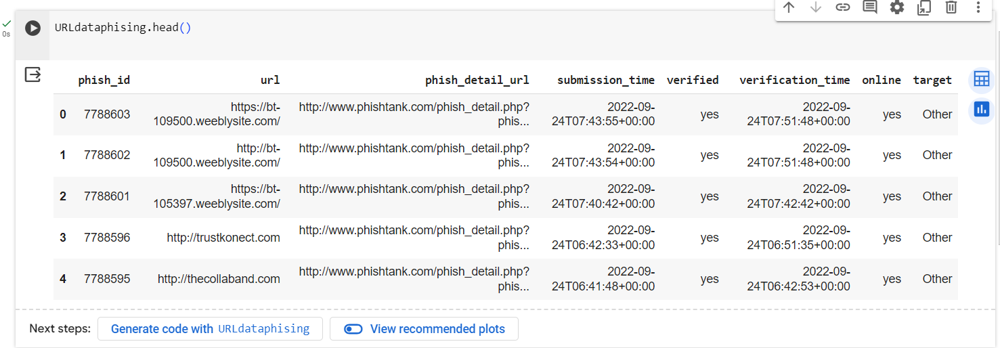 URLdataphising.head()
0s
phish_id url phish_detail_url submission_time verified verification_time online target
0 7788603 https://bt-109500.weeblysite.com/ http://www.phishtank.com/phish_detail.php?phis... 2022-09-24T07:43:55+00:00 yes 2022-09-24T07:51:48+00:00 yes Other
1 7788602 http://bt-109500.weeblysite.com/ http://www.phishtank.com/phish_detail.php?phis... 2022-09-24T07:43:54+00:00 yes 2022-09-24T07:51:48+00:00 yes Other
2 7788601 https://bt-105397.weeblysite.com/ http://www.phishtank.com/phish_detail.php?phis... 2022-09-24T07:40:42+00:00 yes 2022-09-24T07:42:42+00:00 yes Other
3 7788596 http://trustkonect.com http://www.phishtank.com/phish_detail.php?phis... 2022-09-24T06:42:33+00:00 yes 2022-09-24T06:51:35+00:00 yes Other
4 7788595 http://thecollaband.com http://www.phishtank.com/phish_detail.php?phis... 2022-09-24T06:41:48+00:00 yes 2022-09-24T06:42:53+00:00 yes Other
Next steps: Generate code with URLdataphising View recommended plots